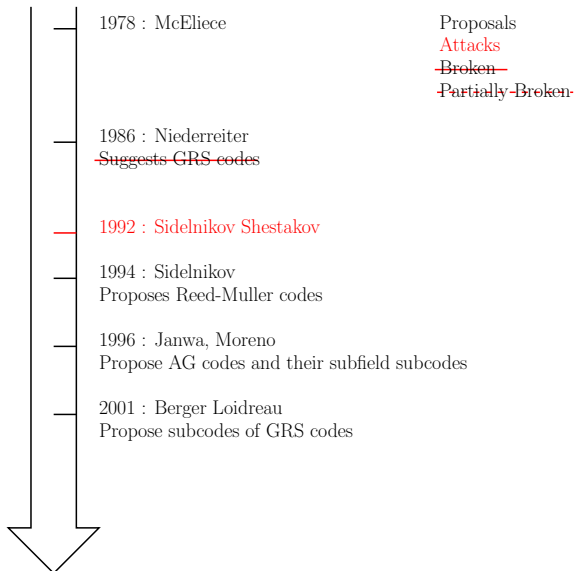 1978 : McEliece
Proposals
Attacks
Broken
Partially Broken
1986 : Niederreiter
Suggests GRS codes
1992 : Sidelnikov Shestakov
1994 : Sidelnikov
Proposes Reed-Muller codes
1996 : Janwa, Moreno
Propose AG codes and their subfield subcodes
2001 : Berger Loidreau
Propose subcodes of GRS codes